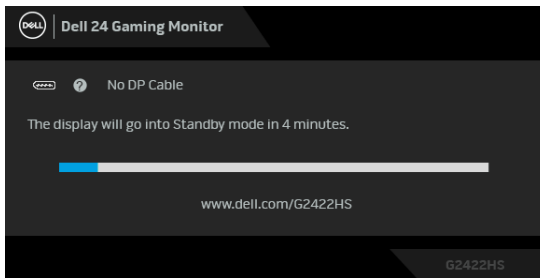 DELL
Dell 24 Gaming Monitor
? No DP Cable
The display will go into Standby mode in 4 minutes.
www.dell.com/G2422HS
G2422HS